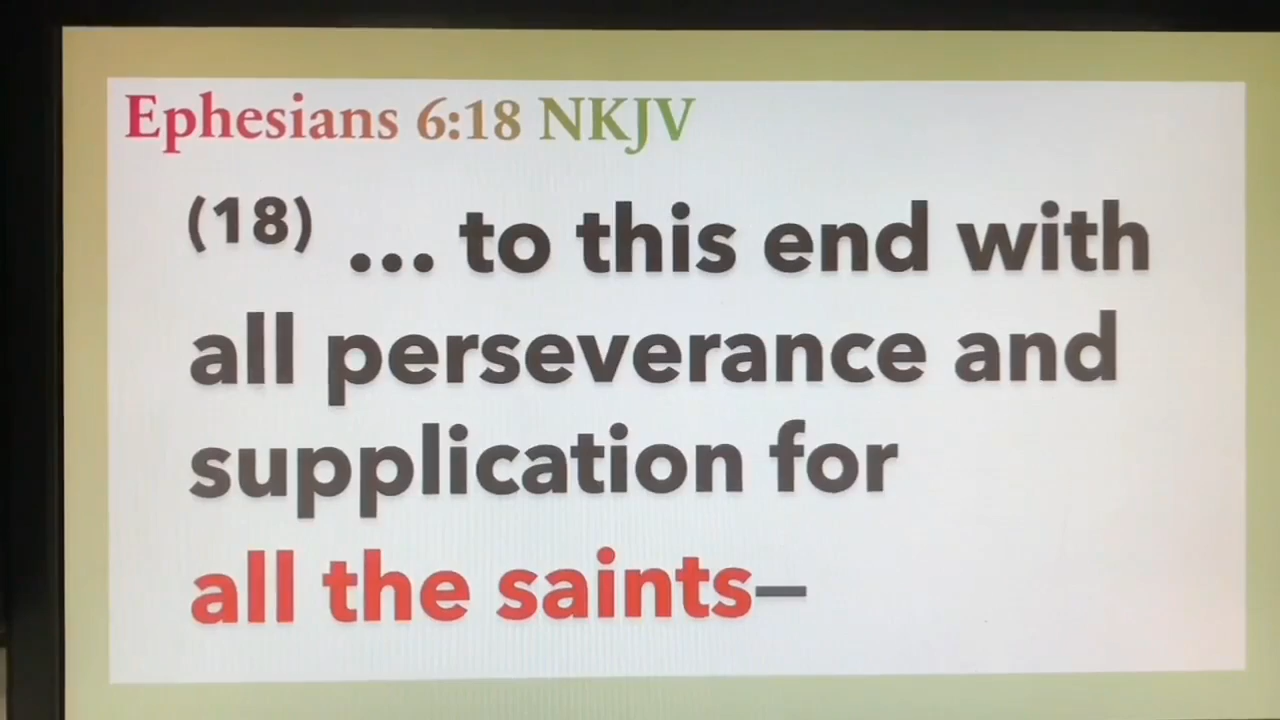 Ephesians 6:18 NKJV
(18) ... to this end with
all perseverance and
supplication for
all the saints–